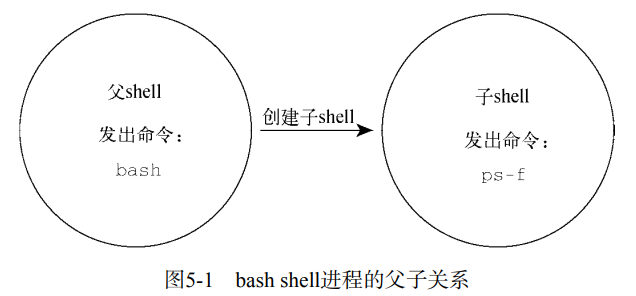 父shell
发出命令：
bash
创建子shell
子shell
发出命令：
ps-f
图5-1 bash shell进程的父子关系